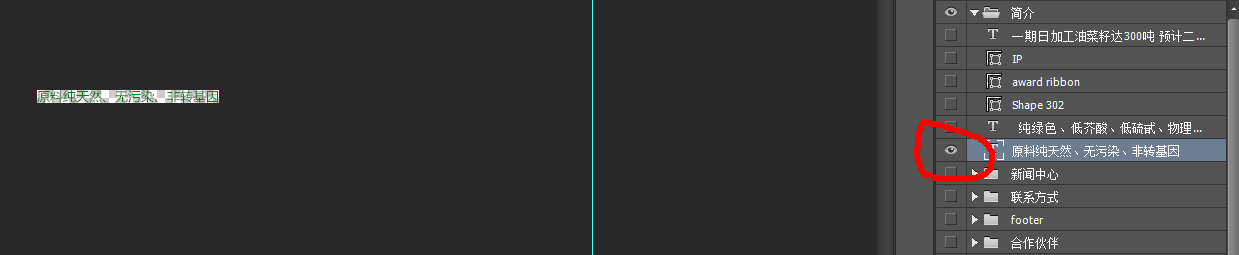 原料纯天然、无污染、非转基因
简介
T 一期日加工油菜籽达300吨 预计二...
IP
award ribbon
Shape 302
T 纯绿色、低芥酸、低硫甙、物理...
T 原料纯天然、无污染、非转基因
新闻中心
联系方式
footer
合作伙伴